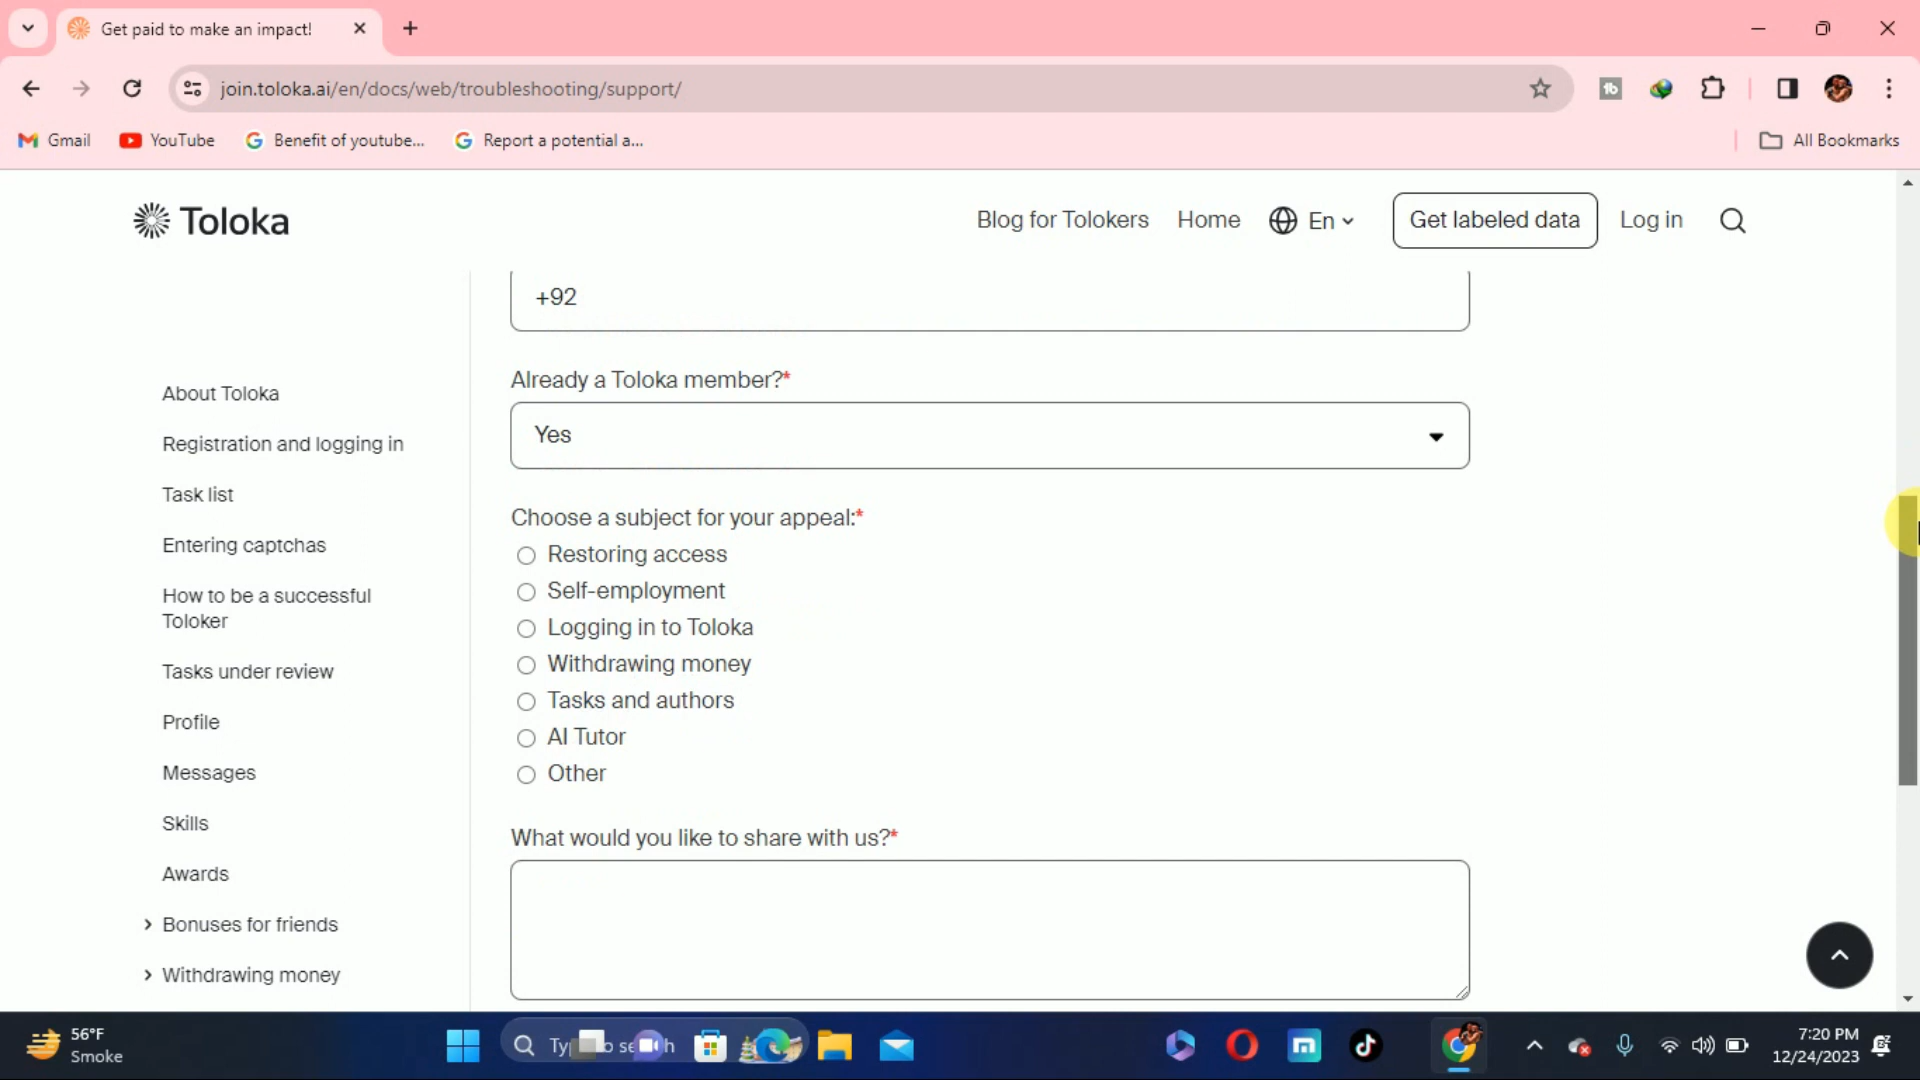 Get paid to make an impact!
join.toloka.ai/en/docs/web/troubleshooting/support/
Gmail
YouTube
Benefit of youtube...
Report a potential a...
All Bookmarks
Toloka
Blog for Tolokers
Home
En
Get labeled data
Log in
+92
Already a Toloka member?*
Yes
Choose a subject for your appeal:*
Restoring access
Self-employment
Logging in to Toloka
Withdrawing money
Tasks and authors
AI Tutor
Other
What would you like to share with us?*
About Toloka
Registration and logging in
Task list
Entering captchas
How to be a successful
Toloker
Tasks under review
Profile
Messages
Skills
Awards
Bonuses for friends
Withdrawing money
56°F
Smoke
7:20 PM
12/24/2023